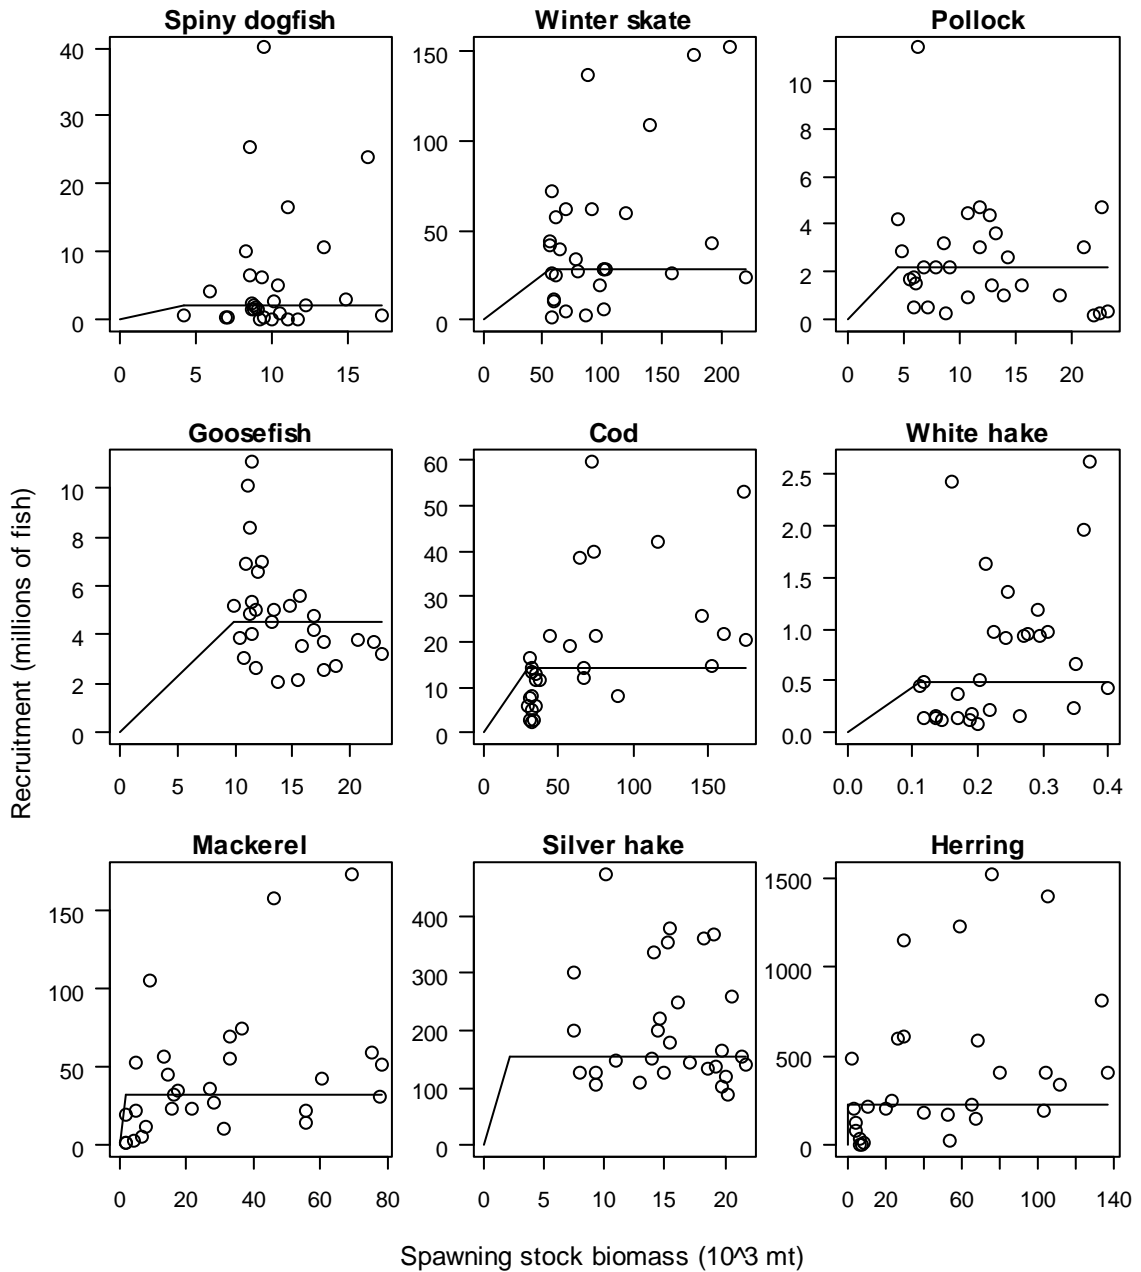 Spiny dogfish
Winter skate
Pollock
40
30
20
10
0
150
100
50
0
10
8
6
4
2
0
0 5 10 15
0 50 100 150 200
0 5 10 15 20
Goosefish
Cod
White hake
10
8
6
4
2
0
60
50
40
30
20
10
0
2.5
2.0
1.5
1.0
0.5
0.0
0 5 10 15 20
0 50 100 150
0.0 0.1 0.2 0.3 0.4
Mackerel
Silver hake
Herring
150
100
50
0
400
300
200
100
0
1500
1000
500
0
0 20 40 60 80
0 5 10 15 20
0 20 60 100 140
Recruitment (millions of fish)
Spawning stock biomass (10^3 mt)